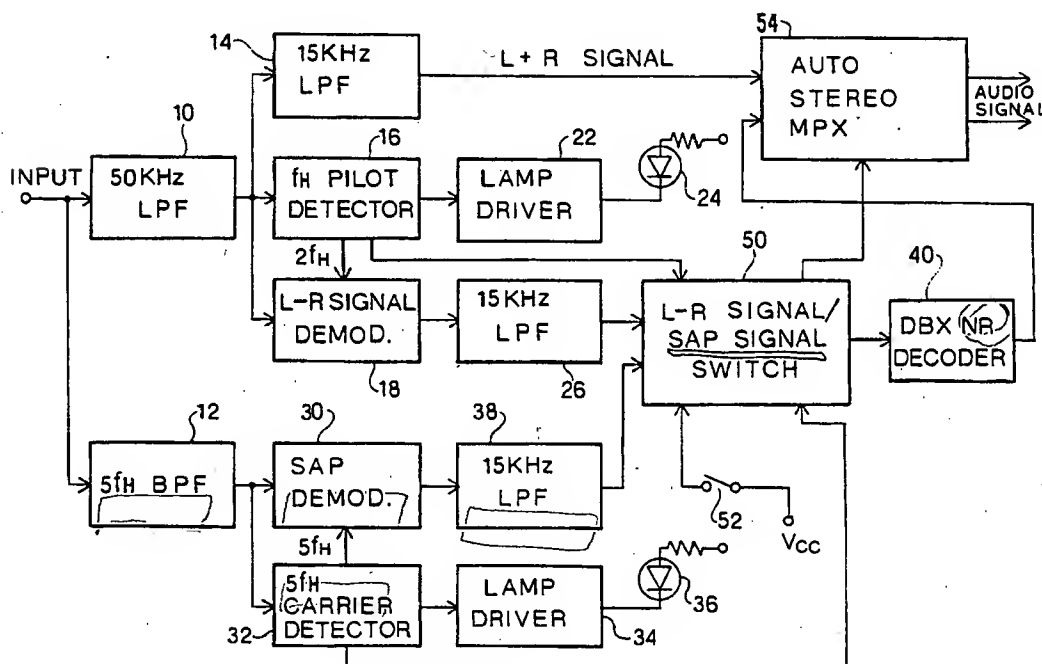 54
14
15KHz
LPF
L+R SIGNAL
AUTO
STEREO
MPX
AUDIO
SIGNAL
10
16
22
INPUT
50KHz
LPF
fH PILOT
DETECTOR
LAMP
DRIVER
24
2fH
50
40
L-R SIGNAL
DEMOD.
15KHz
LPF
L-R SIGNAL/
SAP SIGNAL
SWITCH
DBX NR
DECODER
18
26
12
30
38
5fH BPF
SAP
DEMOD.
15KHz
LPF
52
Vcc
5fH
5fH
CARRIER
DETECTOR
LAMP
DRIVER
36
32
34